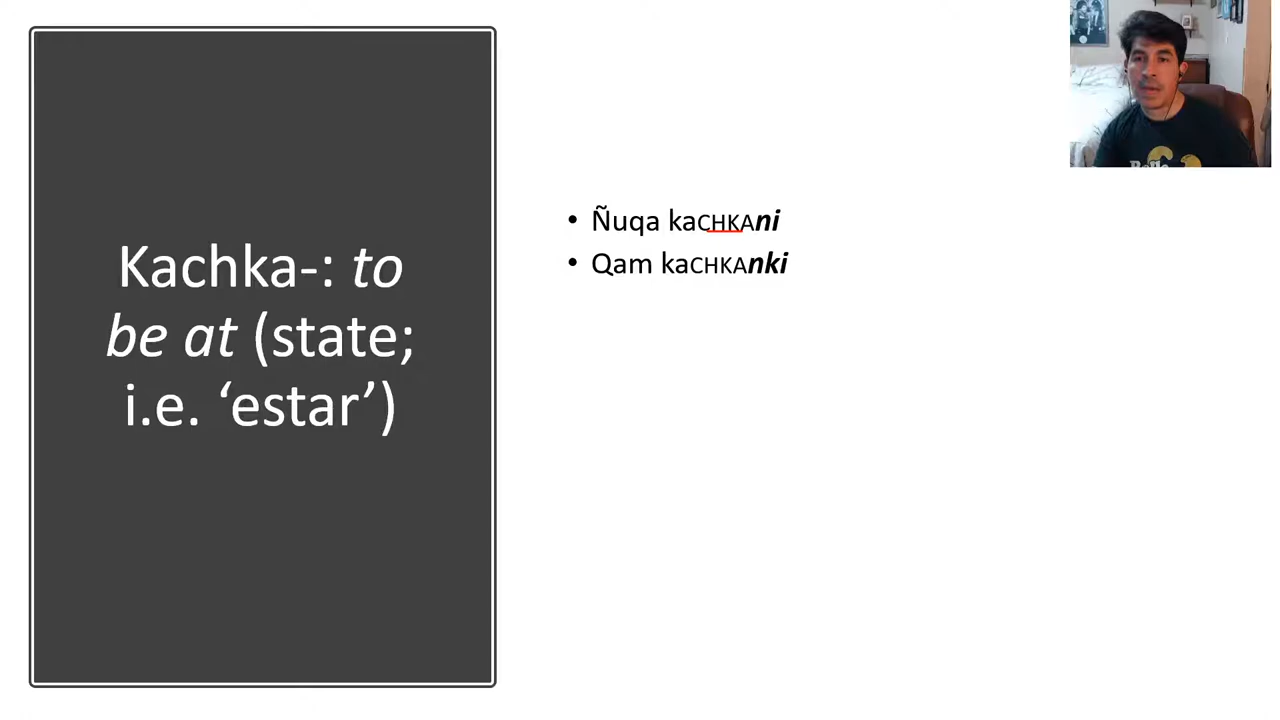 Kachka-: to
be at (state;
i.e. ‘estar’)
• Ñuqa kaCHKAni
• Qam kaCHKAnki